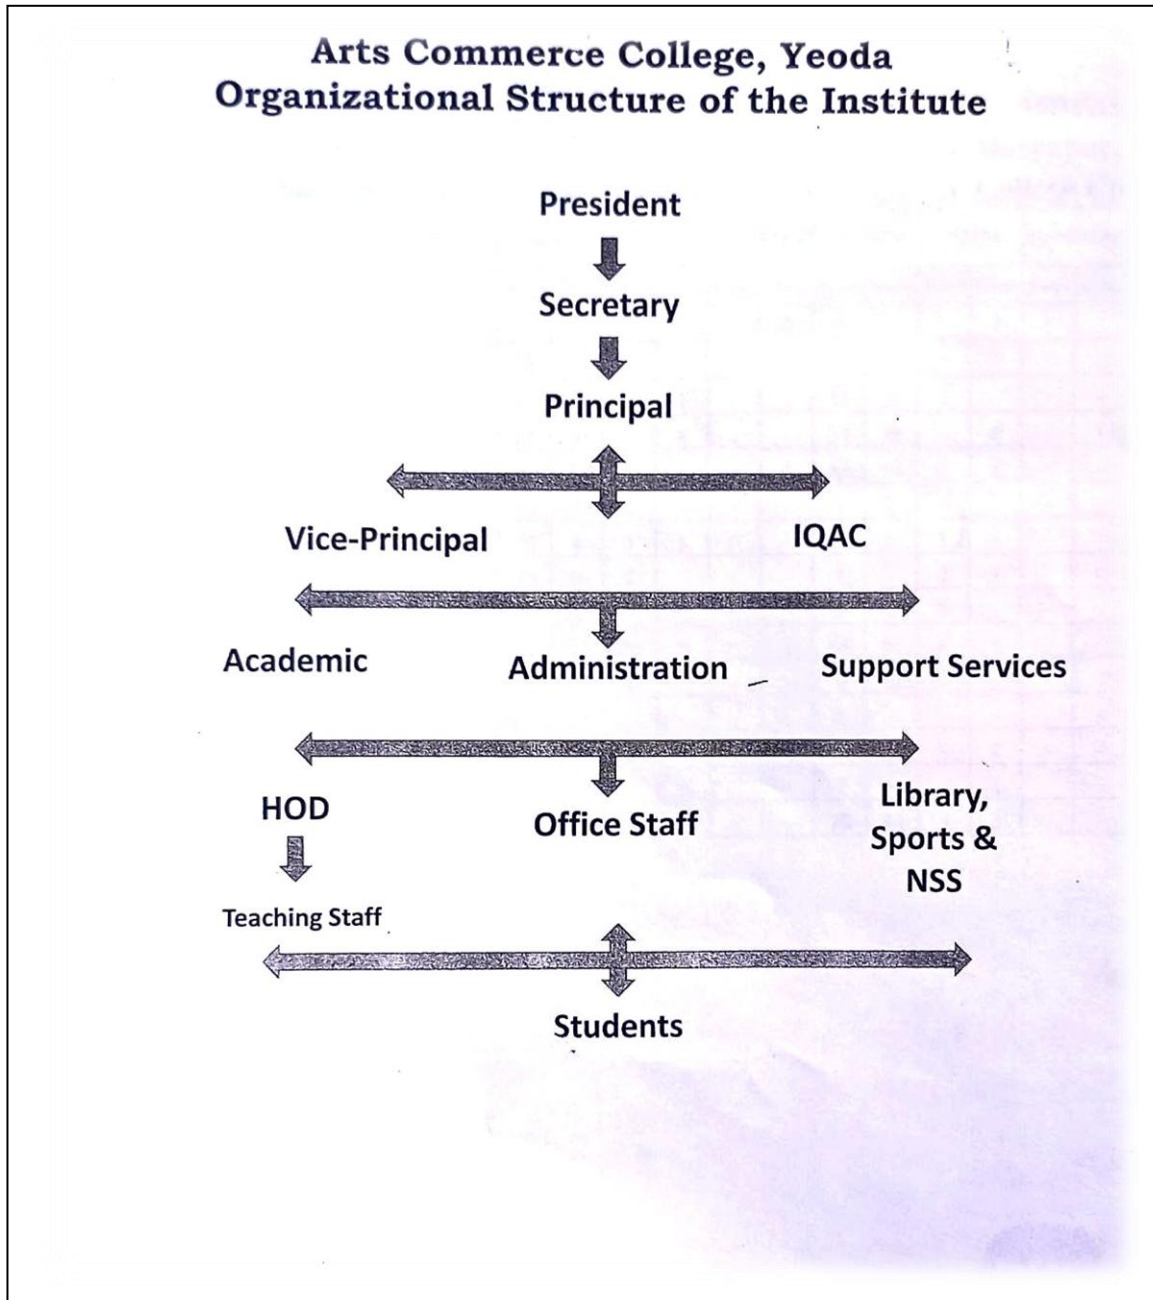 Arts Commerce College, Yeoda
Organizational Structure of the Institute
President
Secretary
Principal
Vice-Principal
IQAC
Academic
Administration
Support Services
HOD
Office Staff
Library,
Sports &
NSS
Teaching Staff
Students